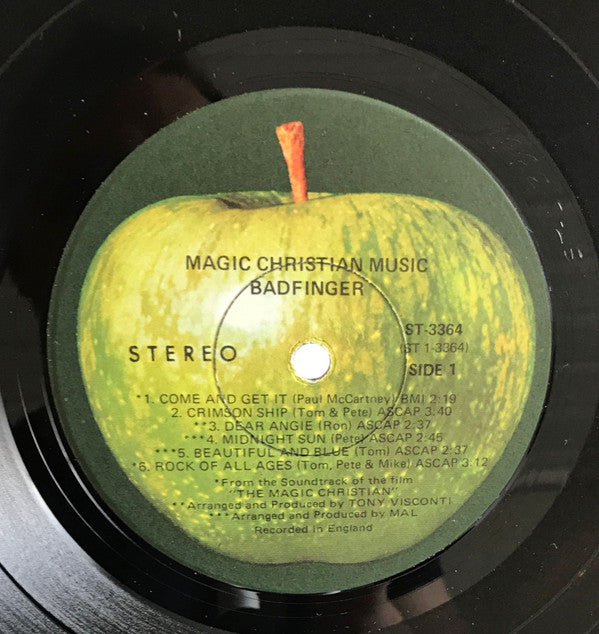 MAGIC CHRISTIAN MUSIC
BADFINGER
ST-3364
(ST 1-3364)
STEREO
SIDE 1
*1. COME AND GET IT (Paul McCartney) BMI 2:19
2. CRIMSON SHIP (Tom & Pete) ASCAP 3.40
**3. DEAR ANGIE (Ron) ASCAP 2:37
***4. MIDNIGHT SUN (Pete) ASCAP 2:45
***5. BEAUTIFUL AND BLUE (Tom) ASCAP 2:37
*6. ROCK OF ALL AGES (Tom, Pete & Mike) ASCAP 3:12
*From the Soundtrack of the film
"THE MAGIC CHRISTIAN"
**Arranged and Produced by TONY VISCONTI
***Arranged and Produced by MAL
Recorded in England